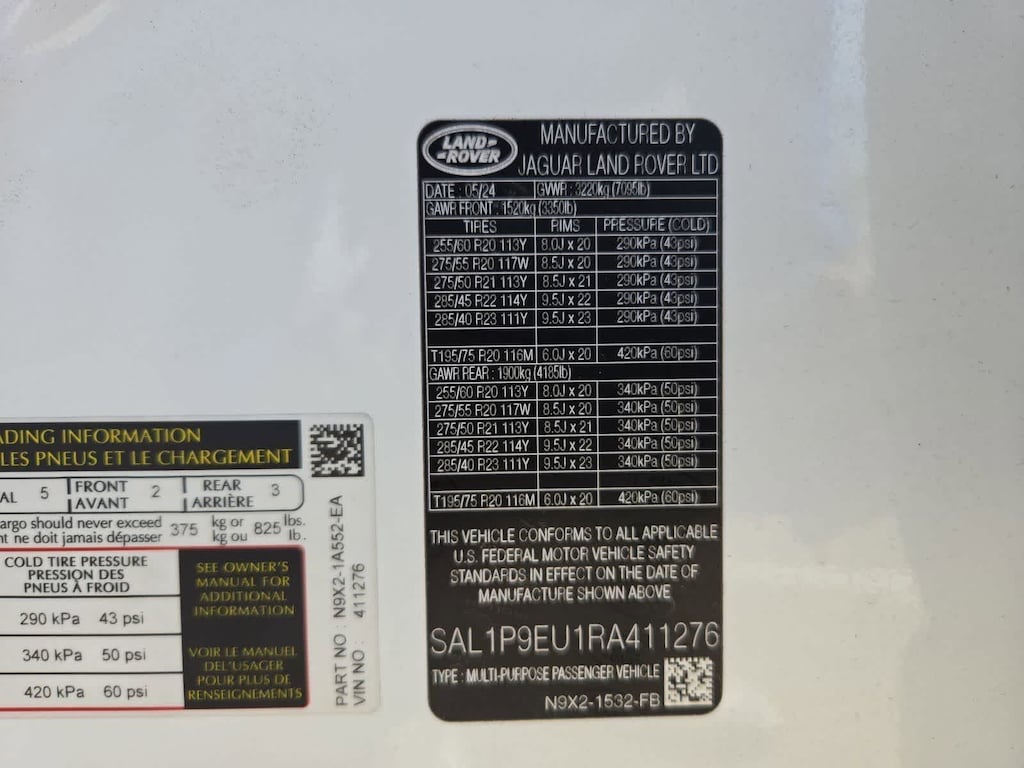 LAND-
-ROVER
MANUFACTURED BY
JAGUAR LAND ROVER LTD
DATE : 05/24 GVWR : 3220kg (7095lb)
GAWR FRONT : 1520kg (3350lb)
TIRES RIMS PRESSURE (COLD)
255/60 R20 113Y 8.0J x 20 290kPa (43psi)
275/55 R20 117W 8.5J x 20 290kPa (43psi)
275/50 R21 113Y 8.5J x 21 290kPa (43psi)
285/45 R22 114Y 9.5J x 22 290kPa (43psi)
285/40 R23 111Y 9.5J x 23 290kPa (43psi)
T195/75 R20 116M 6.0J x 20 420kPa (60psi)
GAWR REAR : 1900kg (4185lb)
255/60 R20 113Y 8.0J x 20 340kPa (50psi)
275/55 R20 117W 8.5J x 20 340kPa (50psi)
275/50 R21 113Y 8.5J x 21 340kPa (50psi)
285/45 R22 114Y 9.5J x 22 340kPa (50psi)
285/40 R23 111Y 9.5J x 23 340kPa (50psi)
T195/75 R20 116M 6.0J x 20 420kPa (60psi)
THIS VEHICLE CONFORMS TO ALL APPLICABLE
U.S. FEDERAL MOTOR VEHICLE SAFETY
STANDARDS IN EFFECT ON THE DATE OF
MANUFACTURE SHOWN ABOVE
SAL1P9EU1RA411276
TYPE : MULTI-PURPOSE PASSENGER VEHICLE
N9X2-1532-FB
ADING INFORMATION
LES PNEUS ET LE CHARGEMENT
AL 5 FRONT AVANT 2 REAR ARRIÈRE 3
argo should never exceed 375 kg or 825 lbs.
nt ne doit jamais dépasser kg ou lb.
COLD TIRE PRESSURE
PRESSION DES
PNEUS À FROID
290 kPa 43 psi
340 kPa 50 psi
420 kPa 60 psi
SEE OWNER'S
MANUAL FOR
ADDITIONAL
INFORMATION
VOIR LE MANUEL
DEL'USAGER
POUR PLUS DE
RENSEIGNEMENTS
PART NO : N9X2-1A552-EA
VIN NO : 411276